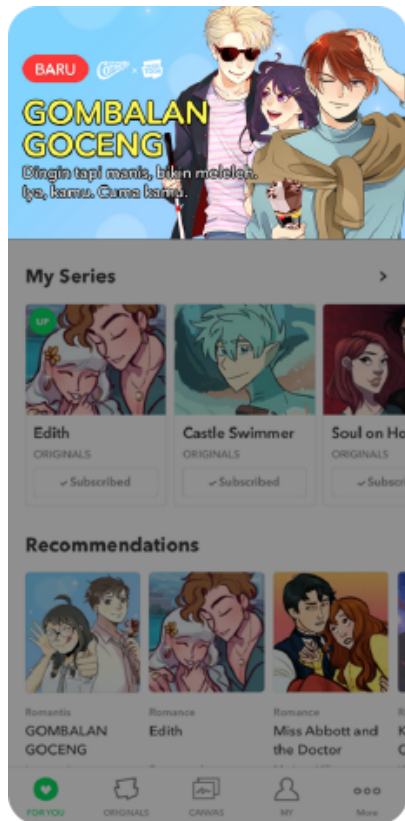 BARU
GOMBALAN
GOCENG
Dingin tapi manis, bikin meleleh.
Iya, kamu. Cuma kamu.
My Series
UP
Edith
ORIGINALS
Subscribed
Castle Swimmer
ORIGINALS
Subscribed
Soul on Ho
ORIGINALS
Subscr
Recommendations
Romantis
GOMBALAN
GOCENG
Romance
Edith
Romance
Miss Abbott and
the Doctor
K
FOR YOU
ORIGINALS
CANVAS
MY
More